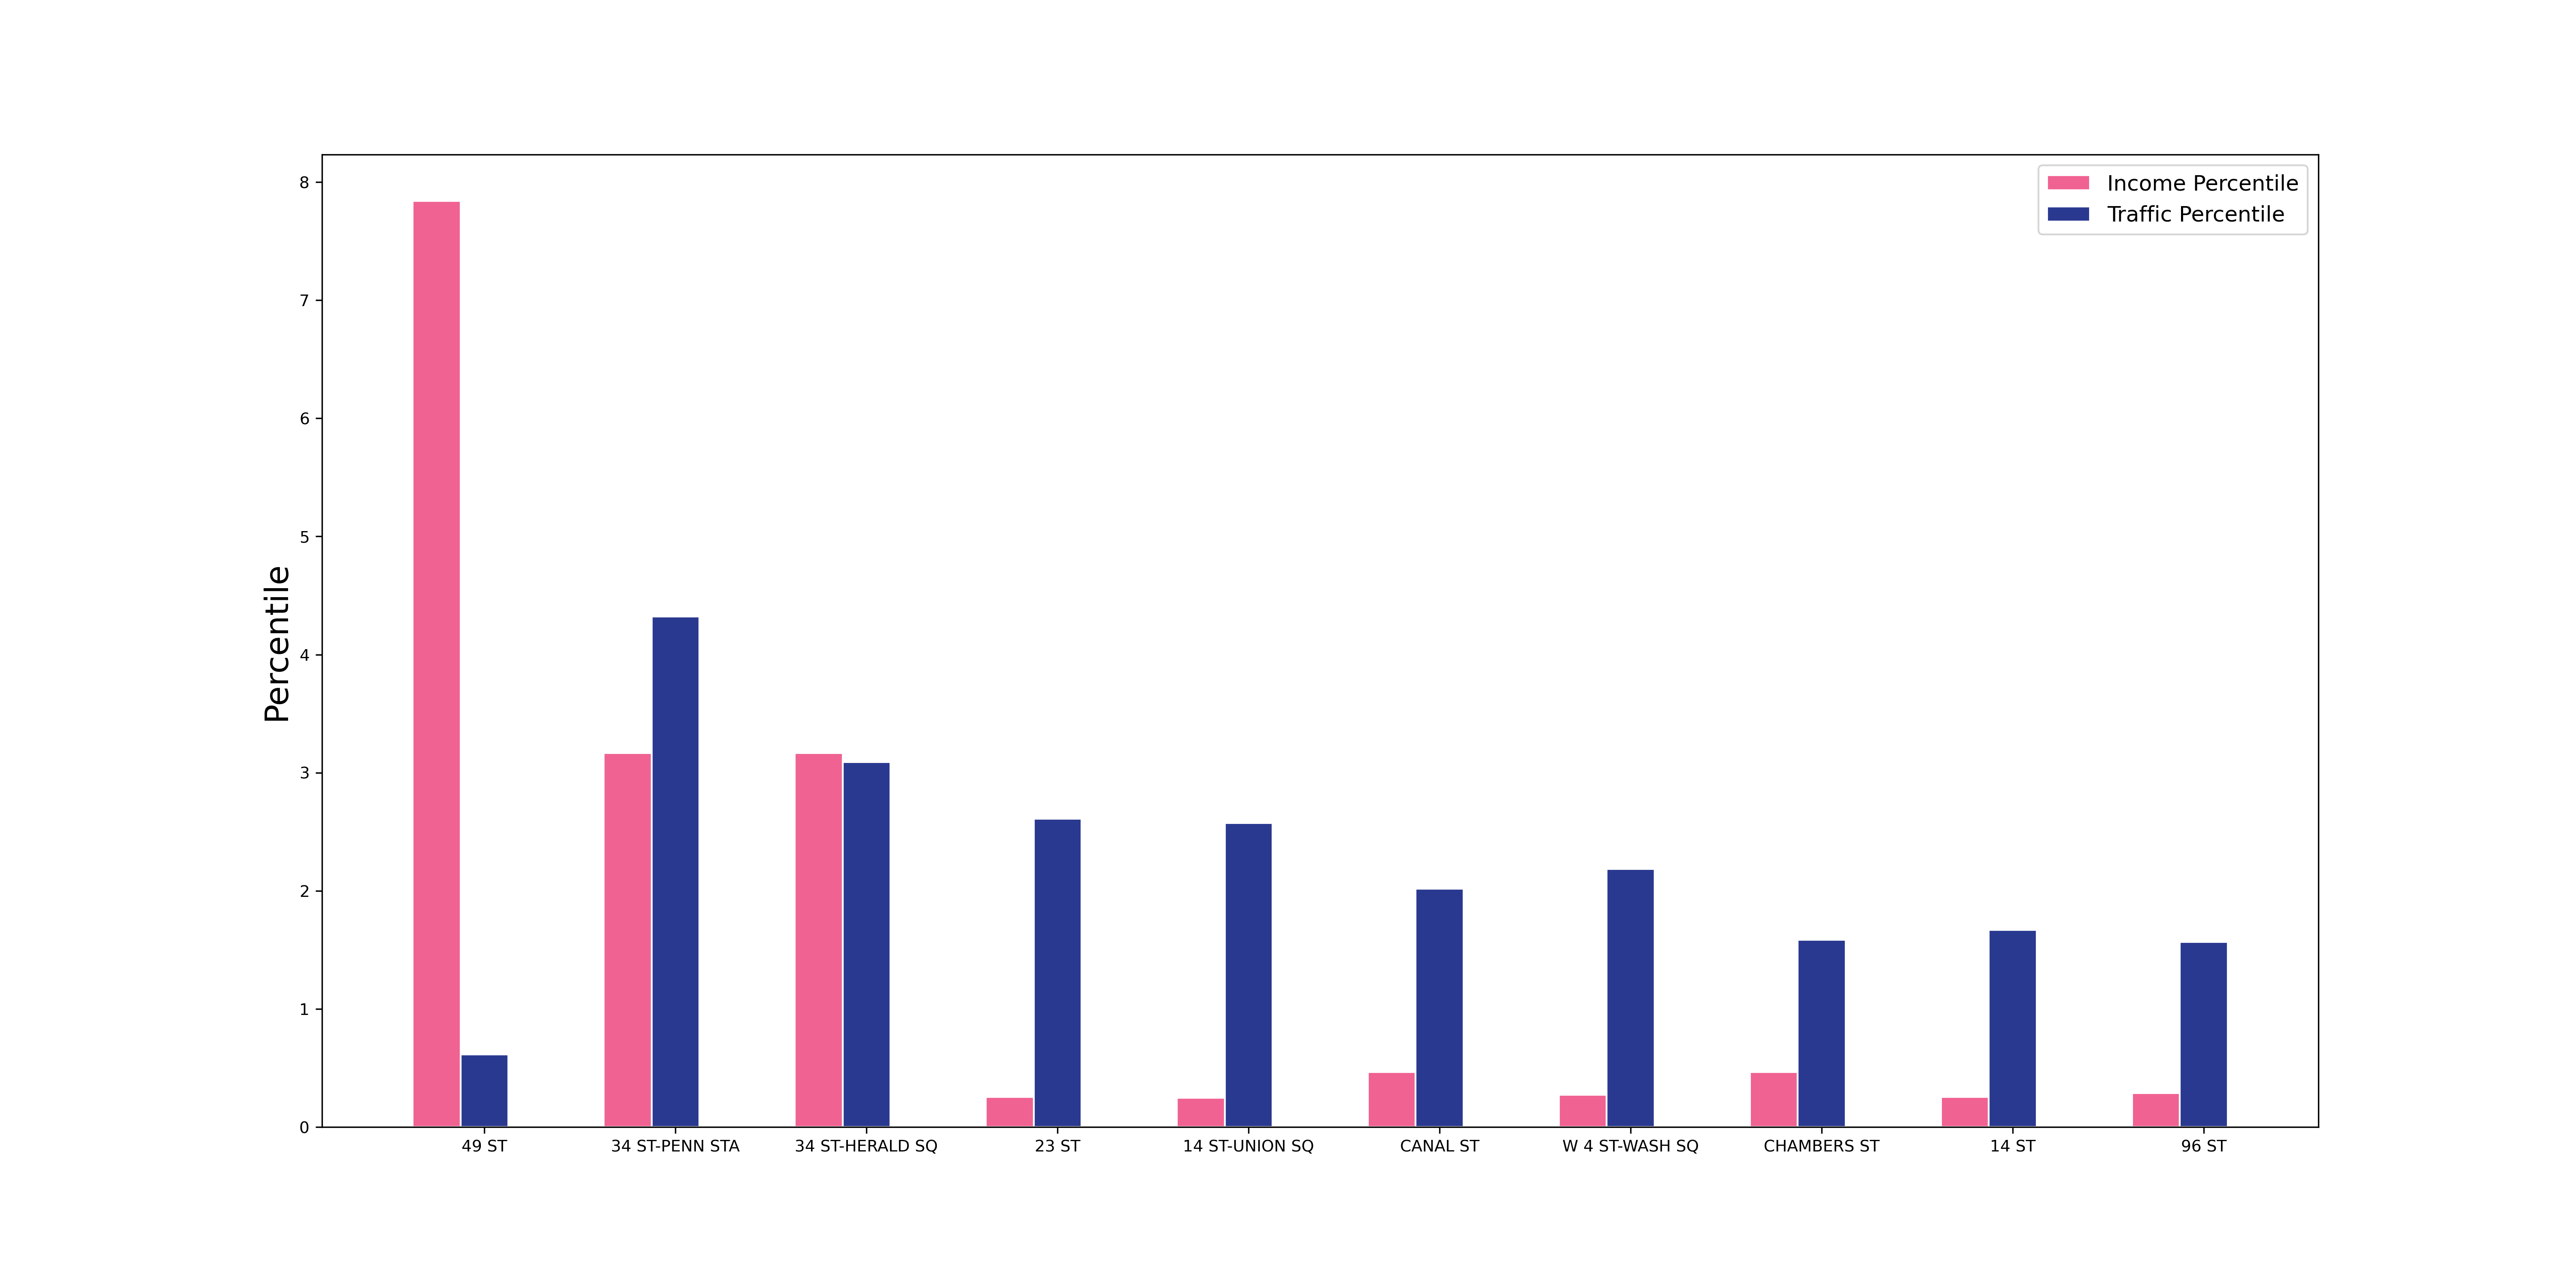 Income Percentile
Traffic Percentile
Percentile
8
7
6
5
4
3
2
1
0
49 ST
34 ST-PENN STA
34 ST-HERALD SQ
23 ST
14 ST-UNION SQ
CANAL ST
W 4 ST-WASH SQ
CHAMBERS ST
14 ST
96 ST